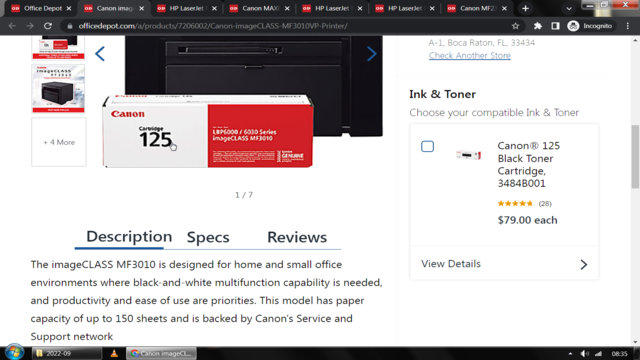 Office Depot
Canon imag
HP LaserJet
Canon MAX
HP LaserJet
HP LaserJet
Canon MF2
officedepot.com/a/products/7206002/Canon-imageCLASS-MF3010VP-Printer/
Incognito
A-1, Boca Raton, FL, 33434
Check Another Store
imageCLASS
MF3010
+ 4 More
Canon
Cartridge
125
LBP6000 / 6030 Series
imageCLASS MF3010
GENUINE
1 / 7
Ink & Toner
Choose your compatible Ink & Toner
Canon® 125
Black Toner
Cartridge,
3484B001
(28)
$79.00 each
View Details
Description
Specs
Reviews
The imageCLASS MF3010 is designed for home and small office
environments where black-and-white multifunction capability is needed,
and productivity and ease of use are priorities. This model has paper
capacity of up to 150 sheets and is backed by Canon's Service and
Support network
2022-09
Canon imageCL...
08:35